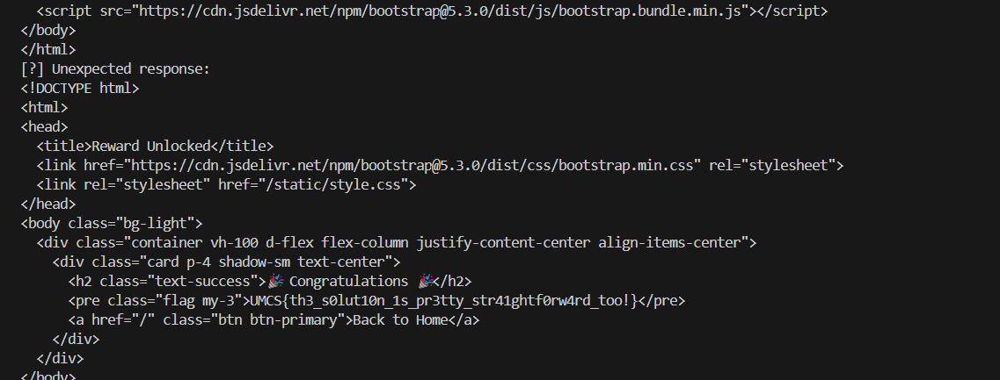 <script src="https://cdn.jsdelivr.net/npm/bootstrap@5.3.0/dist/js/bootstrap.bundle.min.js"></script>
</body>
</html>
[?] Unexpected response:
<!DOCTYPE html>
<html>
<head>
<title>Reward Unlocked</title>
<link href="https://cdn.jsdelivr.net/npm/bootstrap@5.3.0/dist/css/bootstrap.min.css" rel="stylesheet">
<link rel="stylesheet" href="/static/style.css">
</head>
<body class="bg-light">
<div class="container vh-100 d-flex flex-column justify-content-center align-items-center">
<div class="card p-4 shadow-sm text-center">
<h2 class="text-success">🎉 Congratulations 🎉</h2>
<pre class="flag my-3">UMCS{th3_s0lut10n_1s_pr3tty_str41ghtf0rw4rd_too!}</pre>
<a href="/" class="btn btn-primary">Back to Home</a>
</div>
</div>
</body>